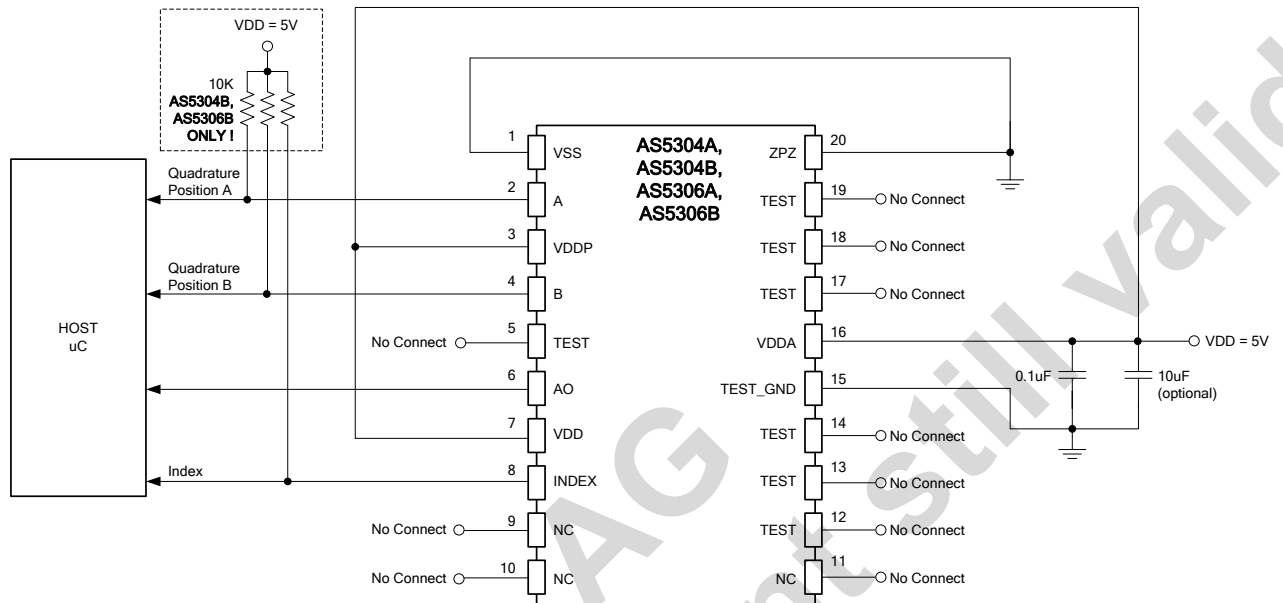 VDD = 5V
10K
AS5304B,
AS5306B
ONLY !
HOST
uC
Quadrature
Position A
Quadrature
Position B
Index
No Connect
No Connect
No Connect
AS5304A,
AS5304B,
AS5306A,
AS5306B
1 VSS
2 A
3 VDDP
4 B
5 TEST
6 AO
7 VDD
8 INDEX
9 NC
10 NC
ZPZ 20
TEST 19 No Connect
TEST 18 No Connect
TEST 17 No Connect
VDDA 16
TEST_GND 15
TEST 14 No Connect
TEST 13 No Connect
TEST 12 No Connect
NC 11 No Connect
VDD = 5V
0.1uF
10uF
(optional)
AG
still valid